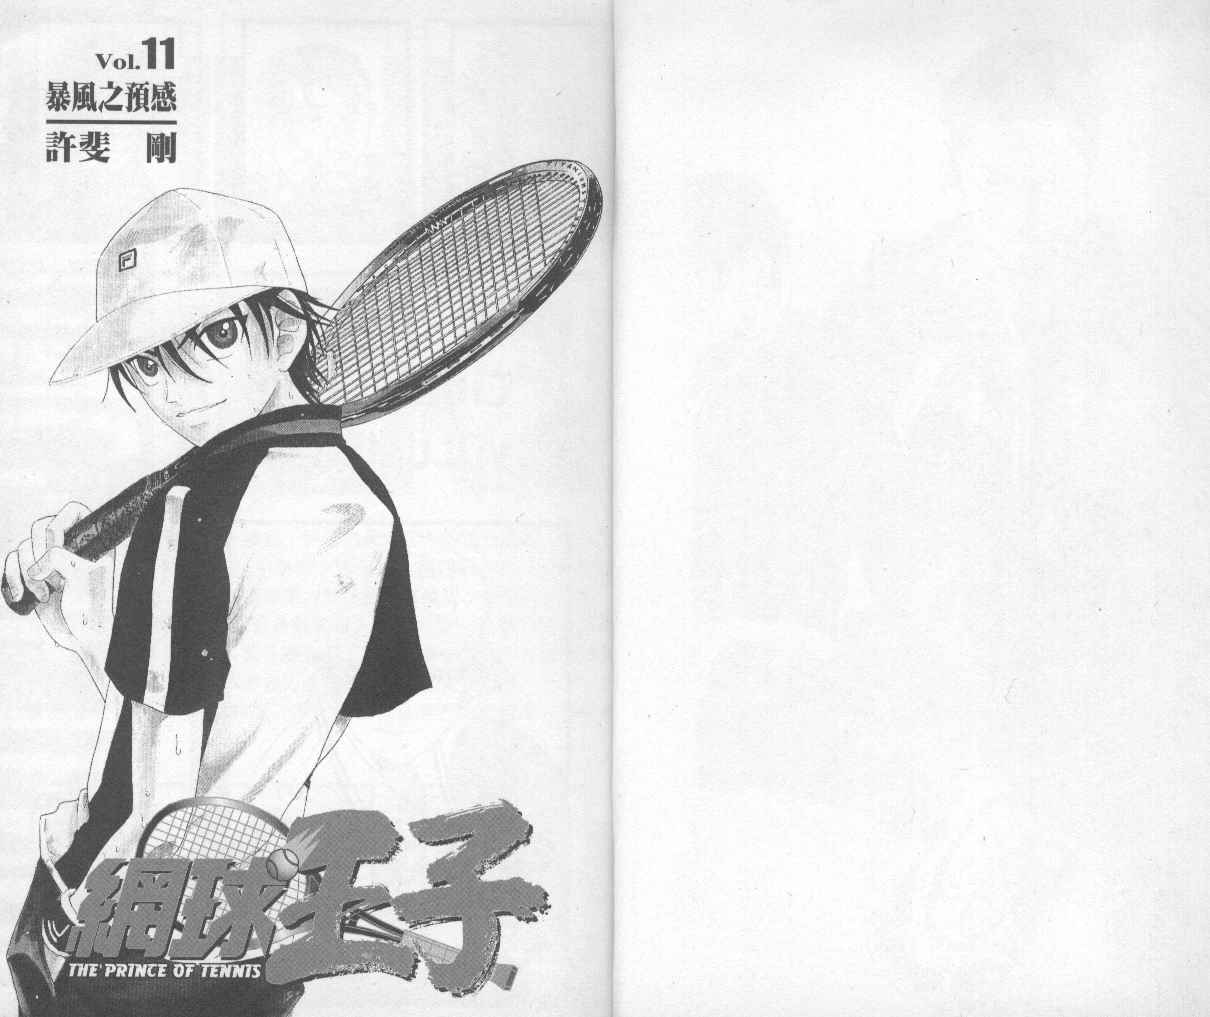 Vol.11
暴風之預感
許斐 剛
網球王子
THE PRINCE OF TENNIS